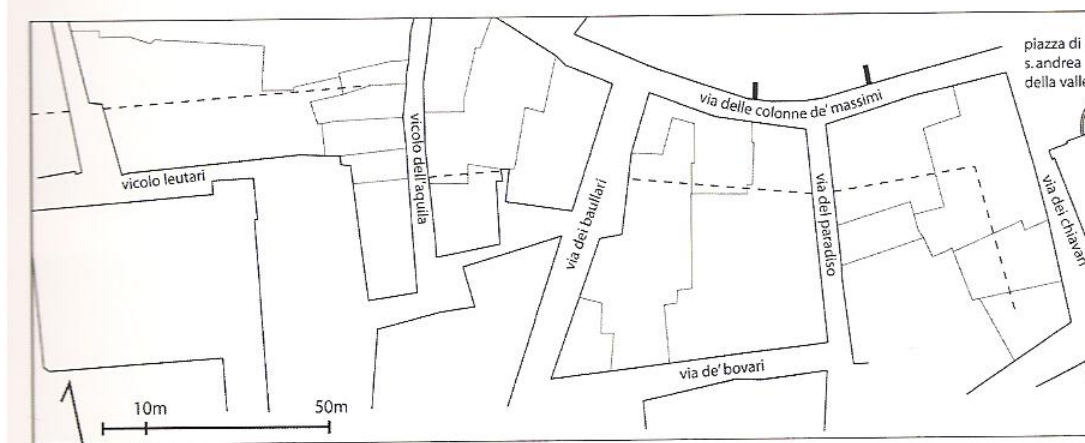 piazza di
s. andrea
della valle
via delle colonne de' massimi
vicolo dell'aquila
vicolo leutari
via dei baullari
via del paradiso
via dei chiavari
via de' bovari
10m
50m